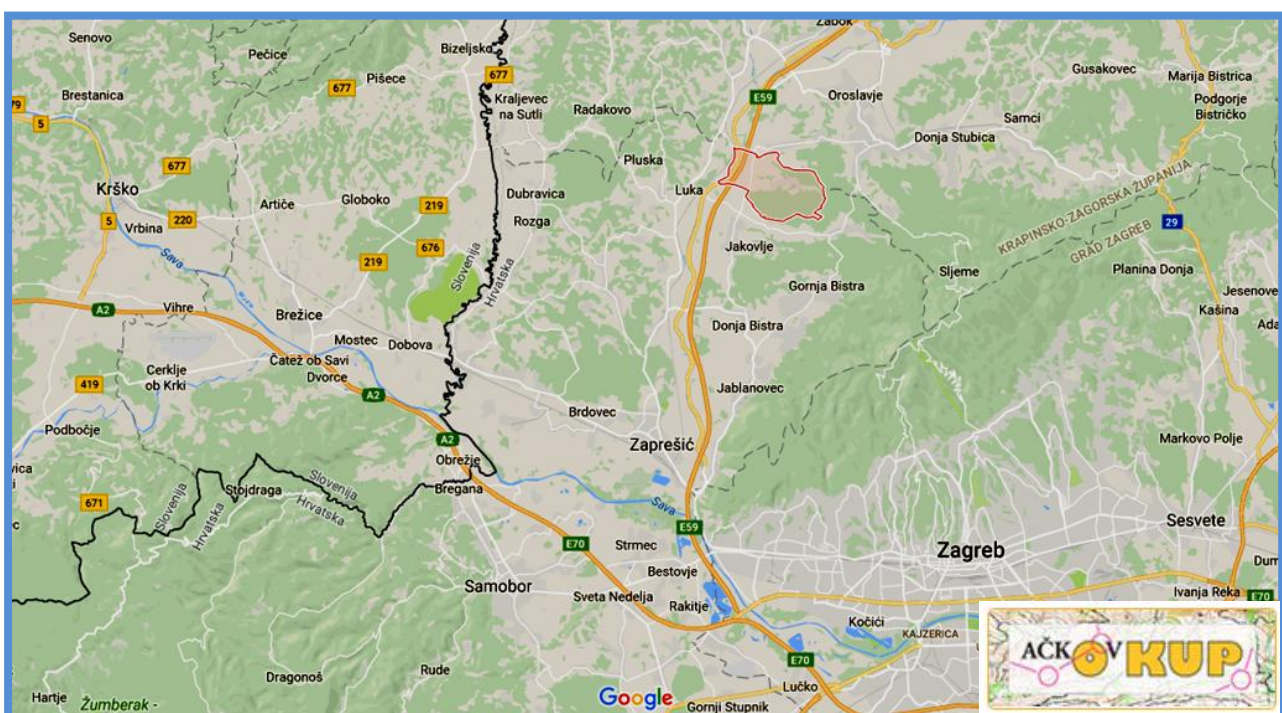 Senovo
Pečice
Bizeljsko
Zabok
Gusakovec
Marija Bistrica
Pišece
677
677
Brestanica
79
5
Kraljevec
na Sutli
Radakovo
E59
Oroslavje
Podgorje
Bistričko
Samci
Donja Stubica
677
Pluska
Krško
Luka
Dubravica
Artiče
Globoko
219
Rozga
5
220
Vrbina
KRAPINSKO-ZAGORSKA ŽUPANIJA
GRAD ZAGREB
29
676
Slovenija
Hrvatska
Jakovlje
Sava
219
Sljeme
Planina Donja
Gornja Bistra
Jesenove
A2
Vihre
Brežice
Kašina
Donja Bistra
Ada
Mostec
Dobova
Čatež ob Savi
Dvorce
Cerklje
ob Krki
419
A2
Jablanovec
Brdovec
Podbočje
Zaprešić
A2
Markovo Polje
Obrežje
Slovenija
Hrvatska
Stojdraga
Bregana
671
Slovenija
Hrvatska
Sava
E59
Sesvete
E70
Strmec
Zagreb
Bestovje
Dum
Samobor
Sveta Nedelja
Rakitje
Ivanja Reka
E70
Kočići
KAJZERICA
AČKOV KUP
E70
Rude
Dragonoš
Lučko
Hartje
Žumberak -
Google
Gornji Stupnik